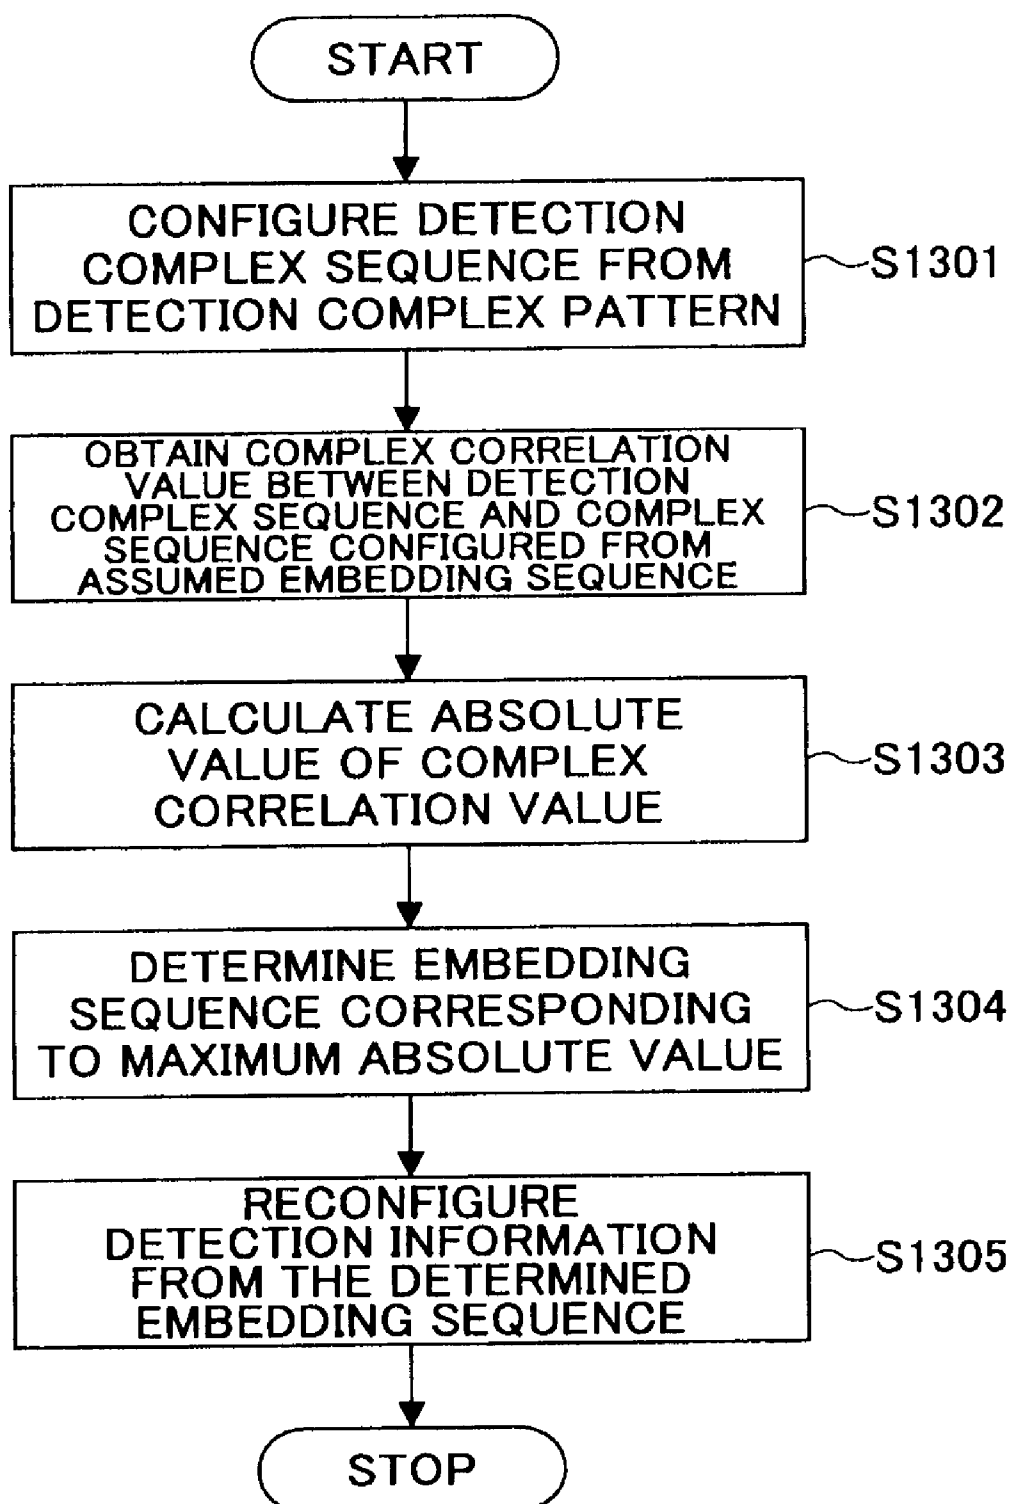 START
CONFIGURE DETECTION
COMPLEX SEQUENCE FROM
DETECTION COMPLEX PATTERN
S1301
OBTAIN COMPLEX CORRELATION
VALUE BETWEEN DETECTION
COMPLEX SEQUENCE AND COMPLEX
SEQUENCE CONFIGURED FROM
ASSUMED EMBEDDING SEQUENCE
S1302
CALCULATE ABSOLUTE
VALUE OF COMPLEX
CORRELATION VALUE
S1303
DETERMINE EMBEDDING
SEQUENCE CORRESPONDING
TO MAXIMUM ABSOLUTE VALUE
S1304
RECONFIGURE
DETECTION INFORMATION
FROM THE DETERMINED
EMBEDDING SEQUENCE
S1305
STOP